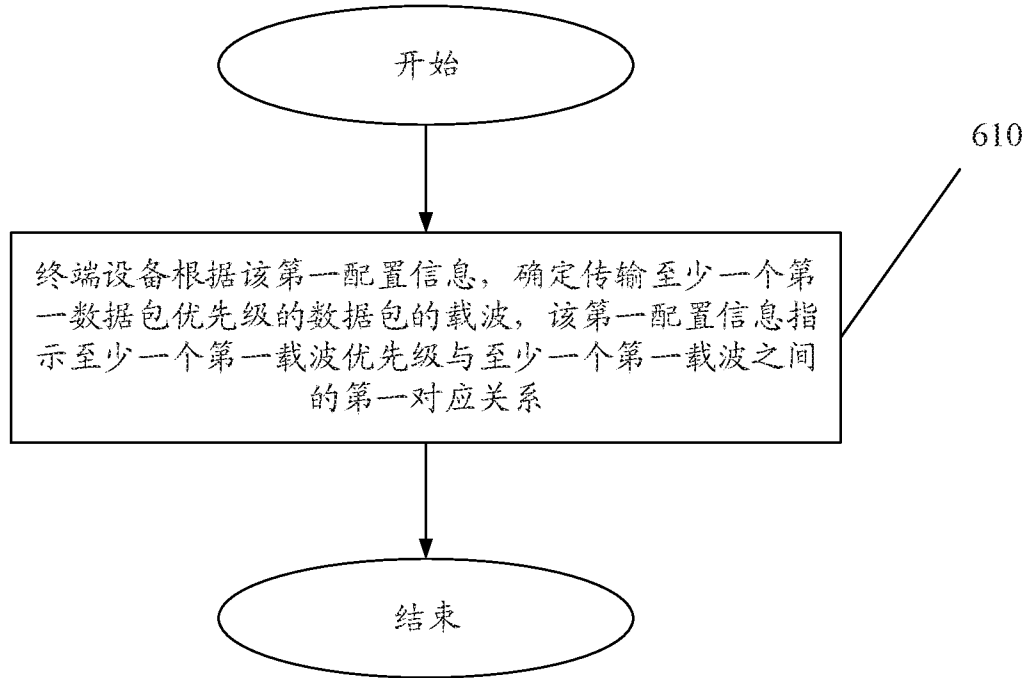 开始
610
终端设备根据该第一配置信息，确定传输至少一个第
一数据包优先级的数据包的载波，该第一配置信息指
示至少一个第一载波优先级与至少一个第一载波之间
的第一对应关系
结束